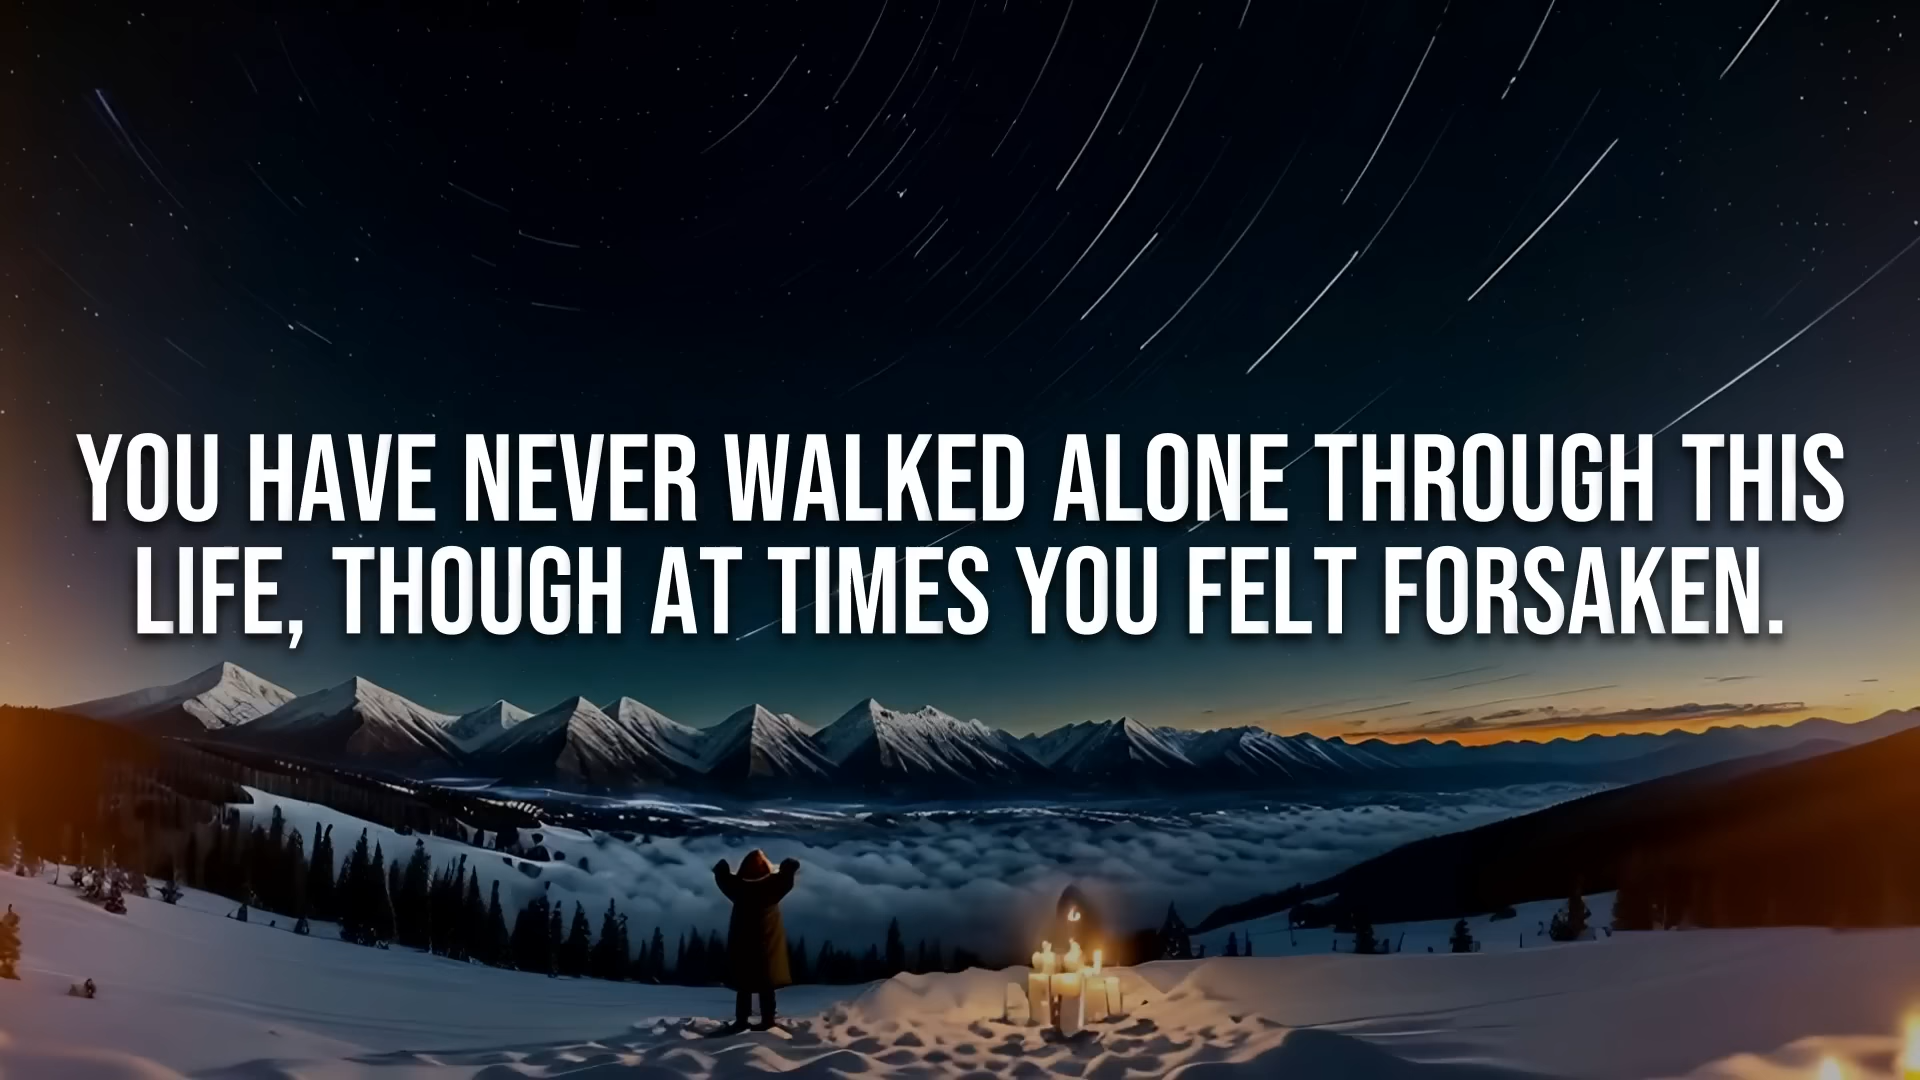 YOU HAVE NEVER WALKED ALONE THROUGH THIS
LIFE, THOUGH AT TIMES YOU FELT FORSAKEN.